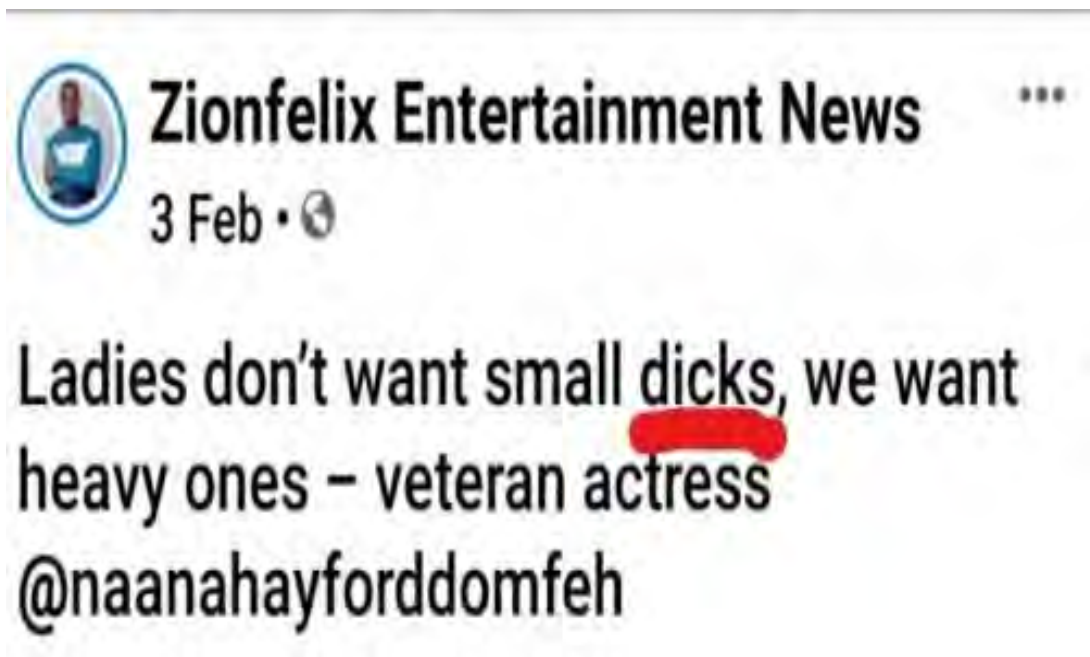 Zionfelix Entertainment News
3 Feb •
Ladies don't want small dicks, we want
heavy ones – veteran actress
@naanahayforddomfeh